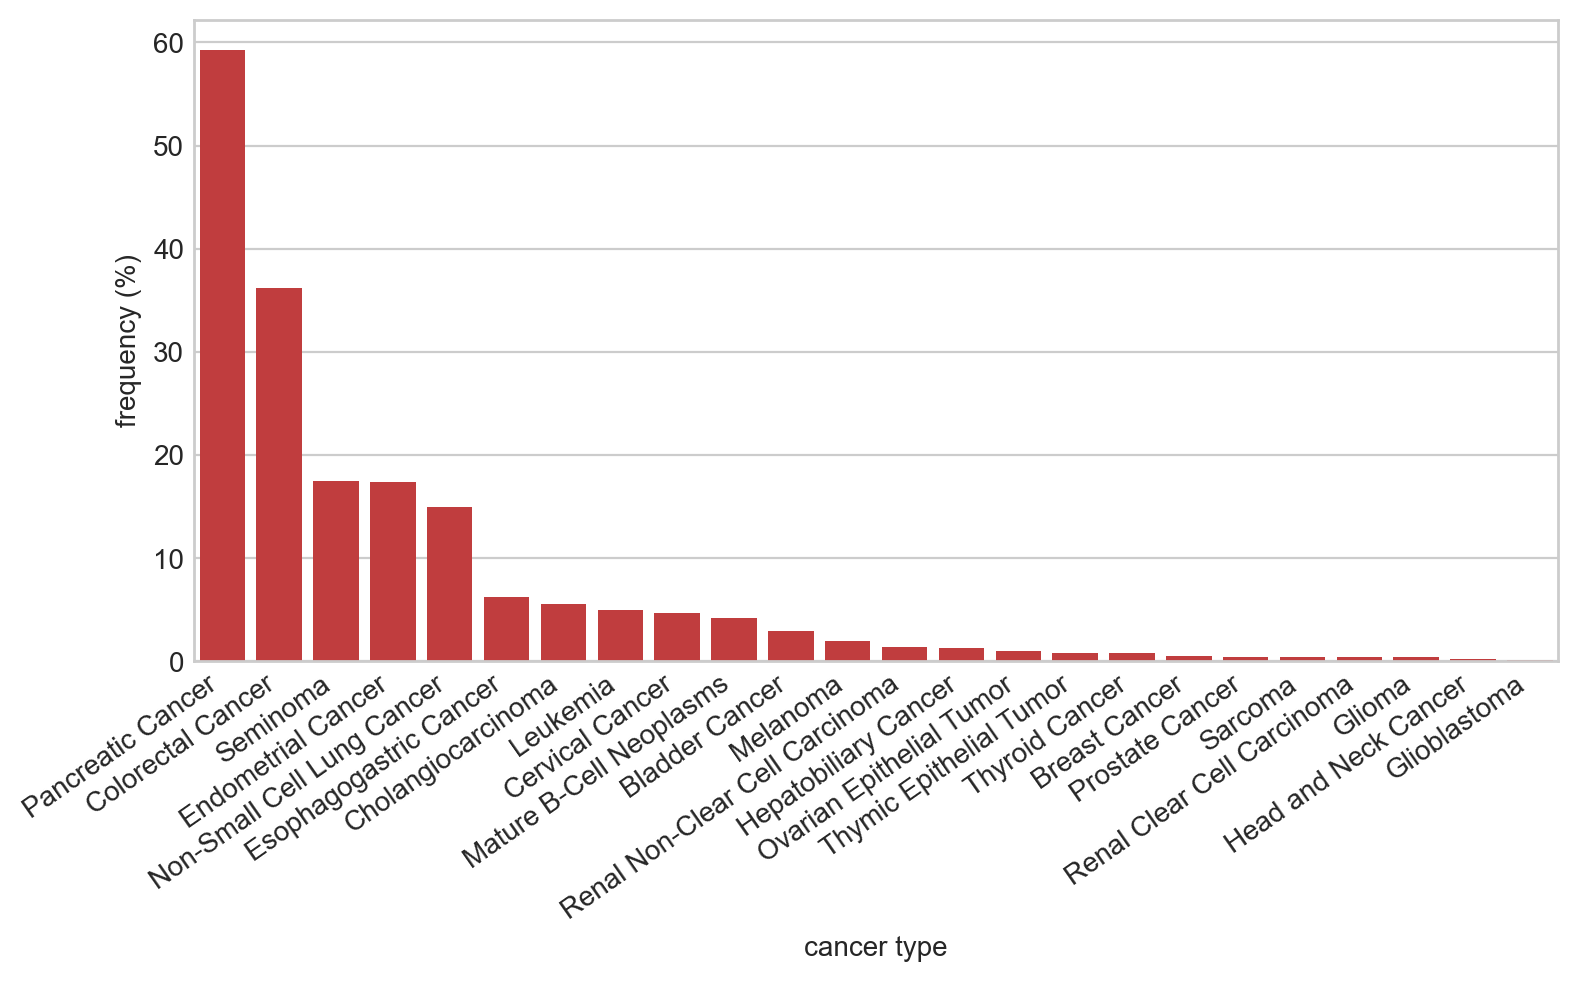 60
50
40
30
20
10
0
frequency (%)
Pancreatic Cancer
Colorectal Cancer
Seminoma
Endometrial Cancer
Non-Small Cell Lung Cancer
Esophagogastric Cancer
Cholangiocarcinoma
Leukemia
Cervical Cancer
Mature B-Cell Neoplasms
Bladder Cancer
Melanoma
Renal Non-Clear Cell Carcinoma
Hepatobiliary Cancer
Ovarian Epithelial Tumor
Thymic Epithelial Tumor
Thyroid Cancer
Breast Cancer
Prostate Cancer
Sarcoma
Renal Clear Cell Carcinoma
Glioma
Head and Neck Cancer
Glioblastoma
cancer type